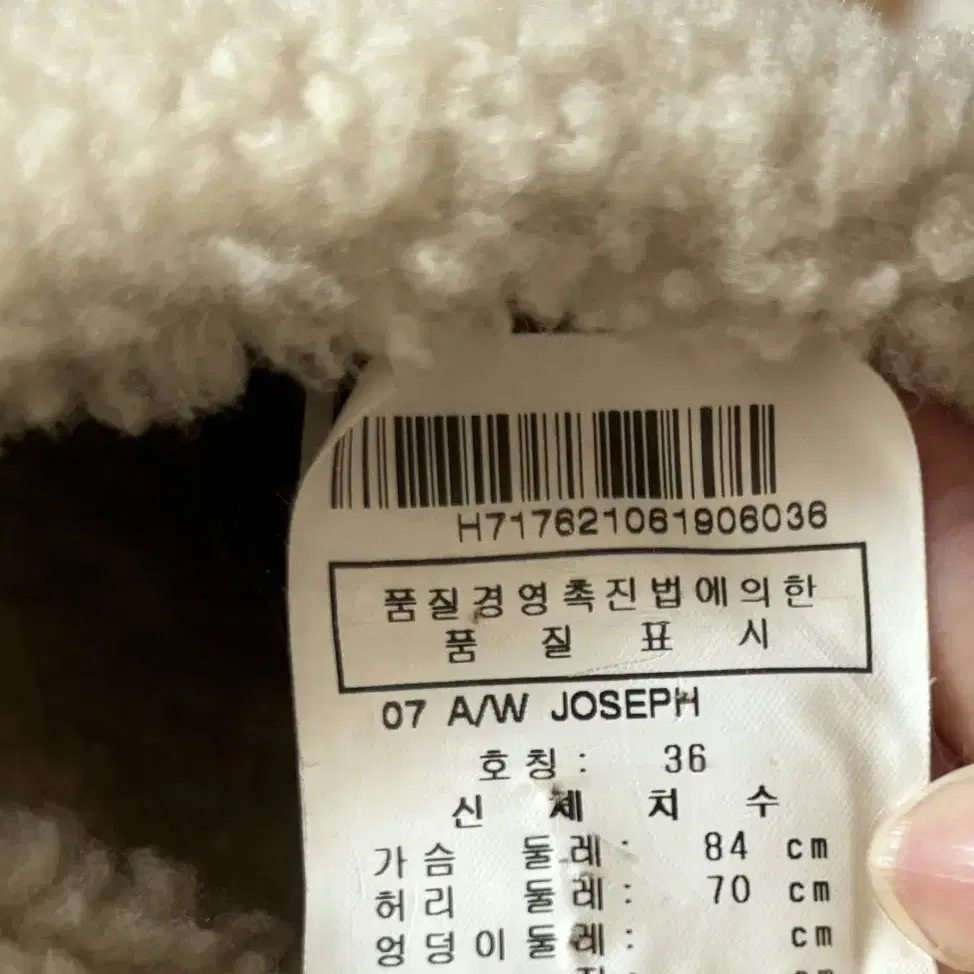 H717621061906036
품질경영촉진법에의한
품 질 표 시
07 A/W JOSEPH
호칭: 36
신 체 치 수
가슴 둘레: 84 cm
허리 둘레: 70 cm
엉덩이둘레: cm